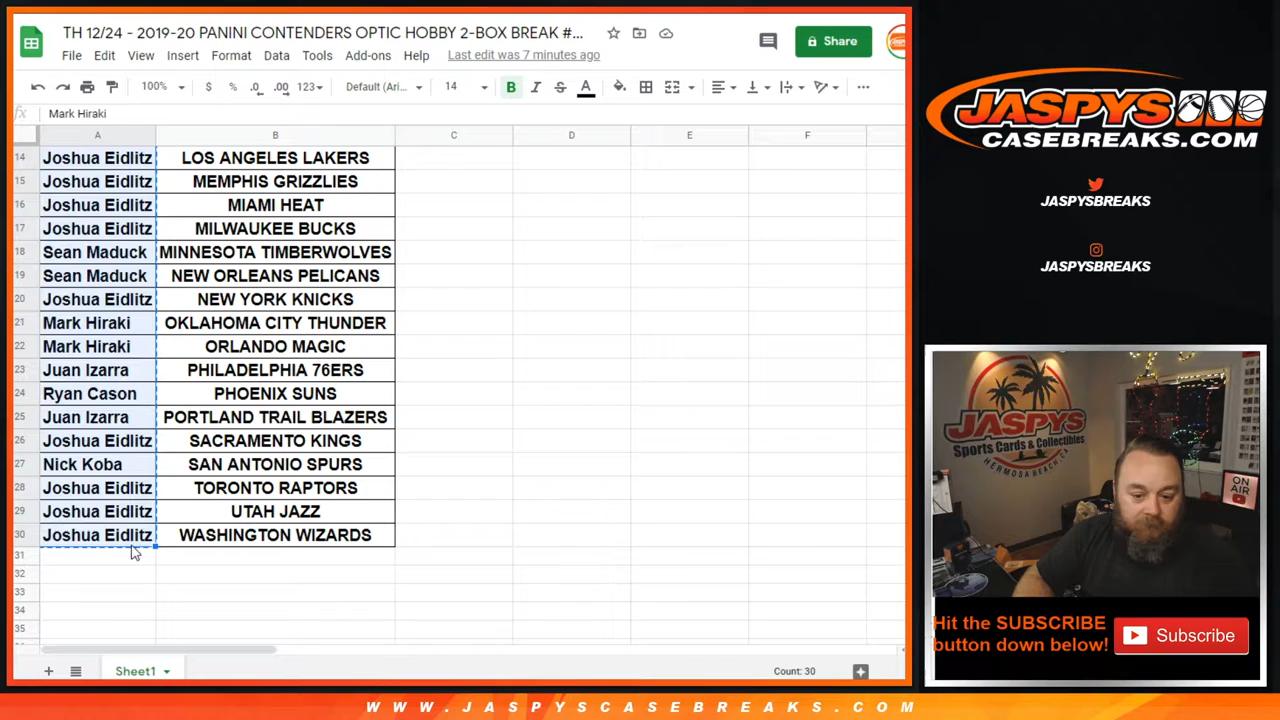 TH 12/24 - 2019-20 PANINI CONTENDERS OPTIC HOBBY 2-BOX BREAK #...
Share
File Edit View Insert Format Data Tools Add-ons Help Last edit was 7 minutes ago
100% $ % .0 .00 123 Default (Ari... 14 B I S A
fx Mark Hiraki
A B C D E F
14 Joshua Eidlitz LOS ANGELES LAKERS
15 Joshua Eidlitz MEMPHIS GRIZZLIES
16 Joshua Eidlitz MIAMI HEAT
17 Joshua Eidlitz MILWAUKEE BUCKS
18 Sean Maduck MINNESOTA TIMBERWOLVES
19 Sean Maduck NEW ORLEANS PELICANS
20 Joshua Eidlitz NEW YORK KNICKS
21 Mark Hiraki OKLAHOMA CITY THUNDER
22 Mark Hiraki ORLANDO MAGIC
23 Juan Izarra PHILADELPHIA 76ERS
24 Ryan Cason PHOENIX SUNS
25 Juan Izarra PORTLAND TRAIL BLAZERS
26 Joshua Eidlitz SACRAMENTO KINGS
27 Nick Koba SAN ANTONIO SPURS
28 Joshua Eidlitz TORONTO RAPTORS
29 Joshua Eidlitz UTAH JAZZ
30 Joshua Eidlitz WASHINGTON WIZARDS
31
32
33
34
35
Sheet1
Count: 30
JASPYS
CASEBREAKS.COM
JASPYSBREAKS
JASPYSBREAKS
JASPYS
Sports Cards & Collectibles
HERMOSA BEACH, CA
ON
AIR
Hit the SUBSCRIBE
button down below!
Subscribe
WWW.JASPYSCASEBREAKS.COM